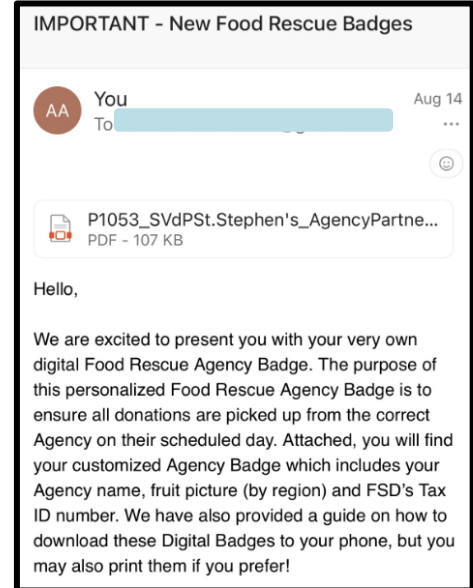 IMPORTANT - New Food Rescue Badges
AA
You
Aug 14
To
...
P1053_SVdPSt.Stephen's_AgencyPartne...
PDF - 107 KB
Hello,
We are excited to present you with your very own
digital Food Rescue Agency Badge. The purpose of
this personalized Food Rescue Agency Badge is to
ensure all donations are picked up from the correct
Agency on their scheduled day. Attached, you will find
your customized Agency Badge which includes your
Agency name, fruit picture (by region) and FSD's Tax
ID number. We have also provided a guide on how to
download these Digital Badges to your phone, but you
may also print them if you prefer!